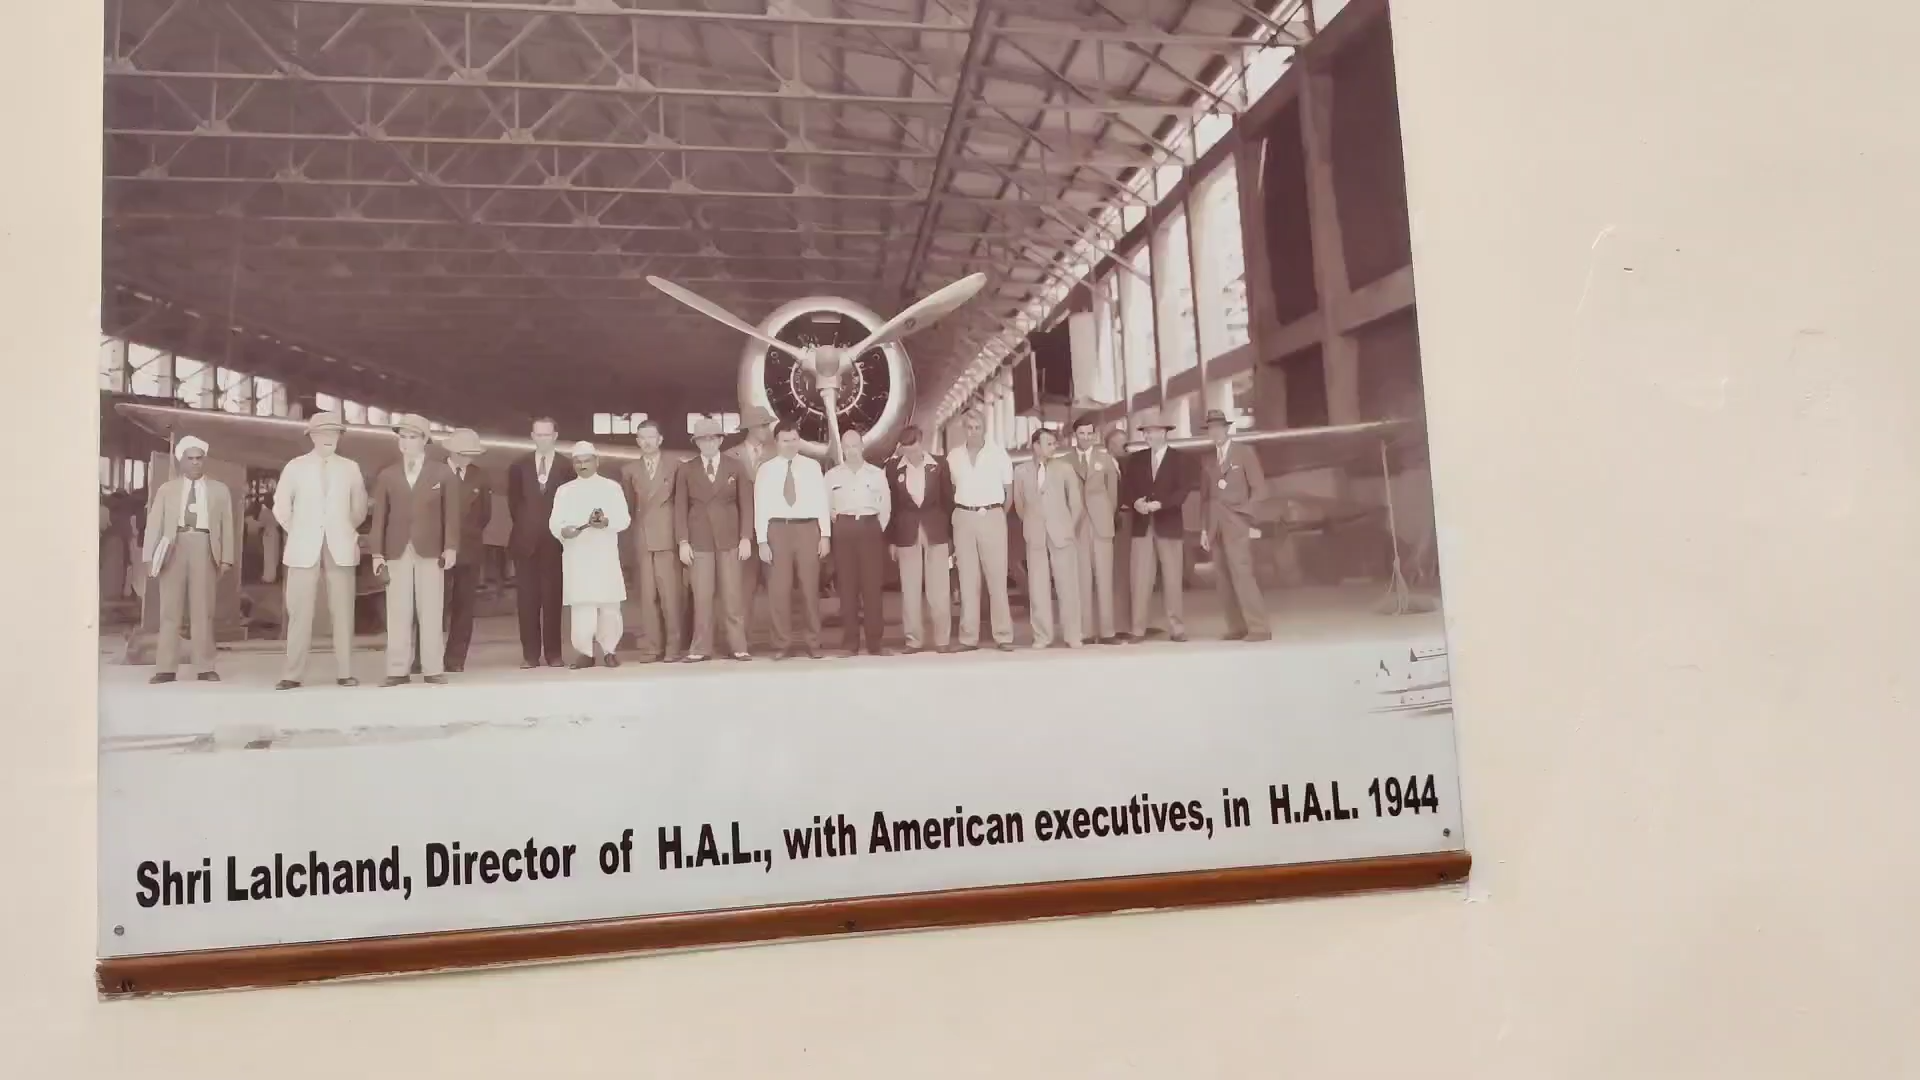 Shri Lalchand, Director of H.A.L., with American executives, in H.A.L. 1944